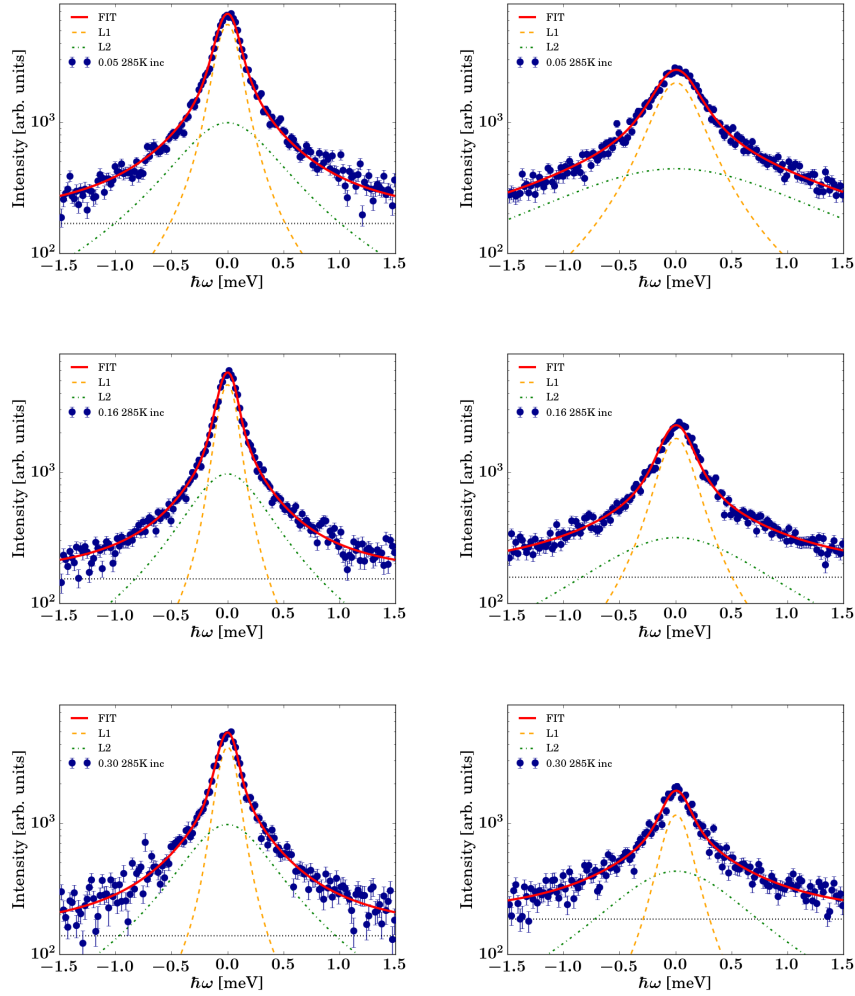 FIT
L1
L2
0.05 285K inc
Intensity [arb. units]
10³
10²
−1.5 −1.0 −0.5 0.0 0.5 1.0 1.5
ħω [meV]
FIT
L1
L2
0.05 285K inc
Intensity [arb. units]
10³
10²
−1.5 −1.0 −0.5 0.0 0.5 1.0 1.5
ħω [meV]
FIT
L1
L2
0.16 285K inc
Intensity [arb. units]
10³
10²
−1.5 −1.0 −0.5 0.0 0.5 1.0 1.5
ħω [meV]
FIT
L1
L2
0.16 285K inc
Intensity [arb. units]
10³
10²
−1.5 −1.0 −0.5 0.0 0.5 1.0 1.5
ħω [meV]
FIT
L1
L2
0.30 285K inc
Intensity [arb. units]
10³
10²
−1.5 −1.0 −0.5 0.0 0.5 1.0 1.5
ħω [meV]
FIT
L1
L2
0.30 285K inc
Intensity [arb. units]
10³
10²
−1.5 −1.0 −0.5 0.0 0.5 1.0 1.5
ħω [meV]